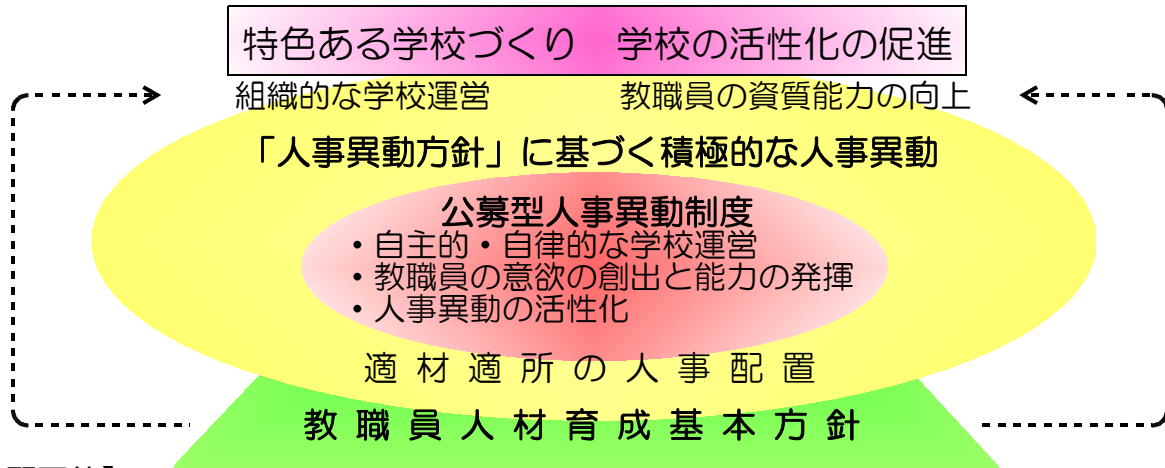 特色ある学校づくり　学校の活性化の促進
組織的な学校運営　教職員の資質能力の向上
「人事異動方針」に基づく積極的な人事異動
公募型人事異動制度
・自主的・自律的な学校運営
・教職員の意欲の創出と能力の発揮
・人事異動の活性化
適材適所の人事配置
教職員人材育成基本方針